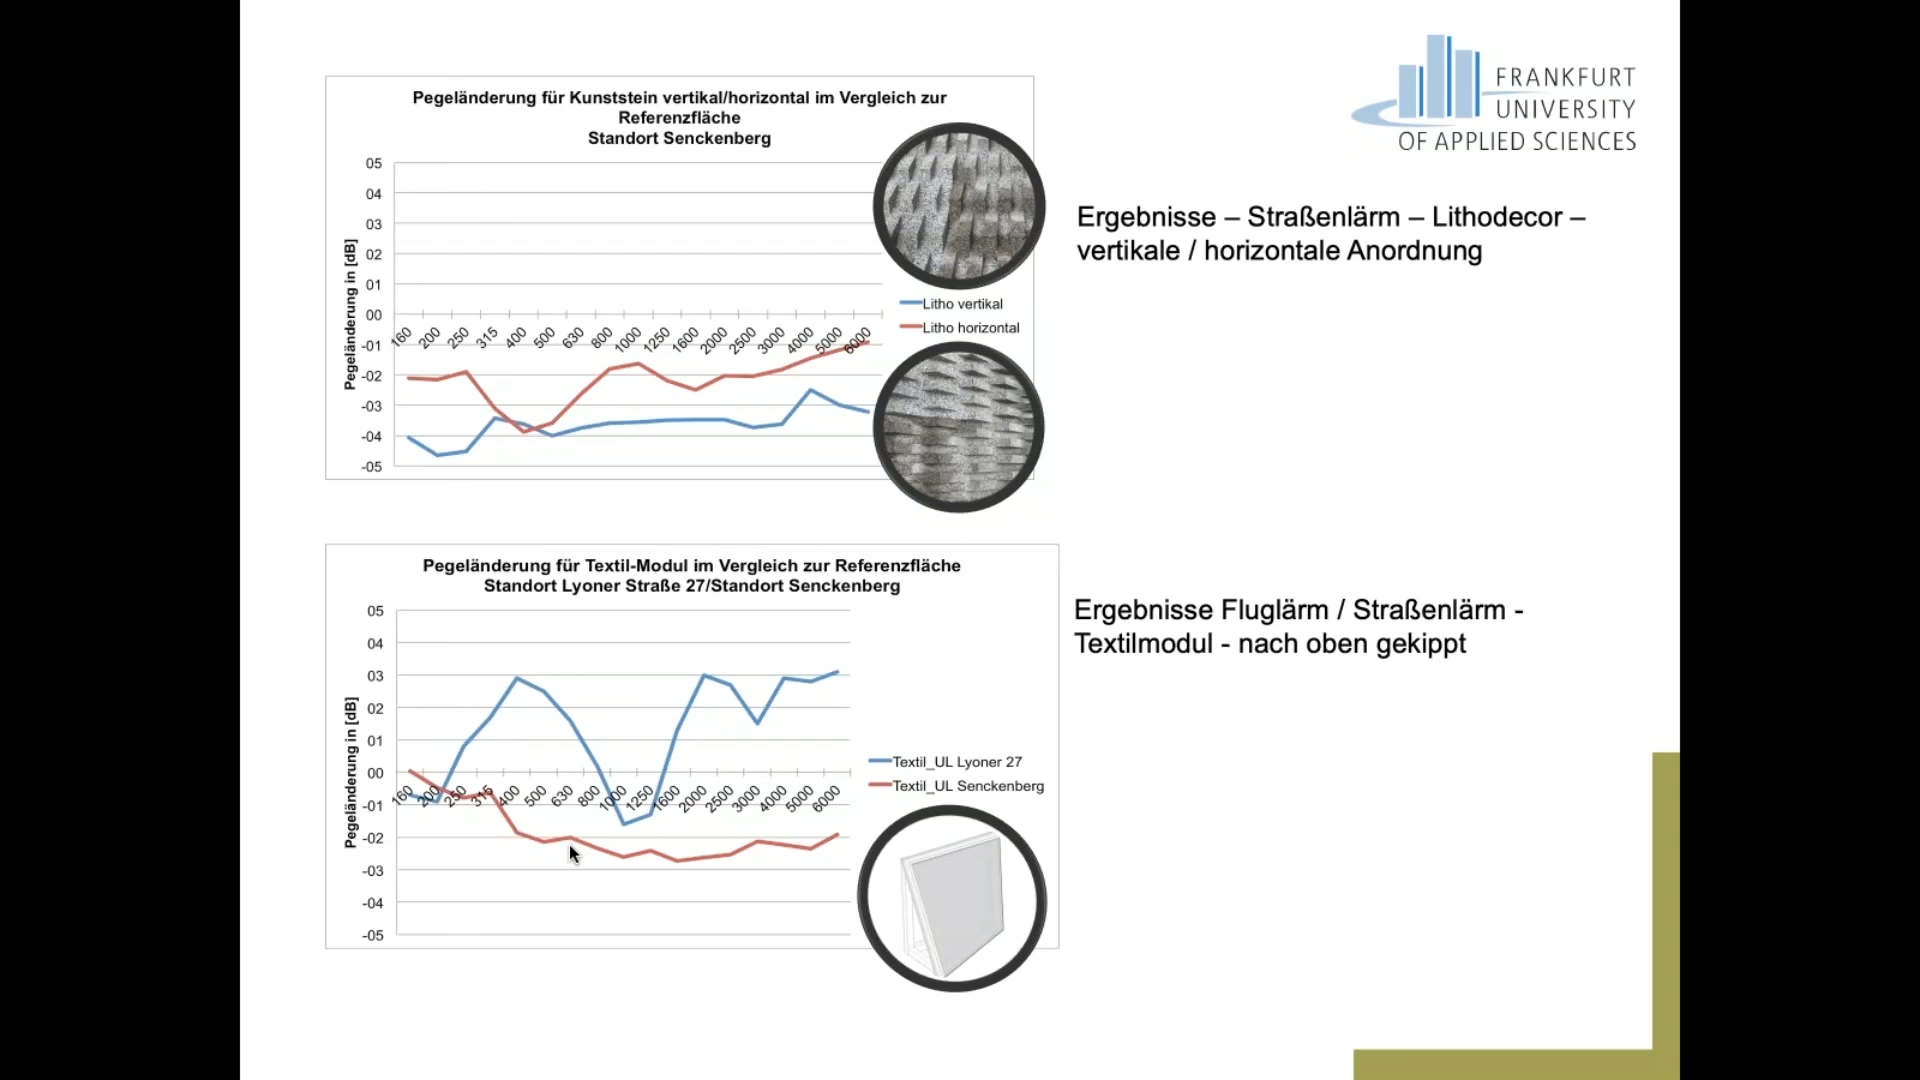 FRANKFURT
UNIVERSITY
OF APPLIED SCIENCES
Pegeländerung für Kunststein vertikal/horizontal im Vergleich zur
Referenzfläche
Standort Senckenberg
Pegeländerung in [dB]
05
04
03
02
01
00
-01
-02
-03
-04
-05
160 200 250 315 400 500 630 800 1000 1250 1600 2000 2500 3000 4000 5000 6000
Litho vertikal
Litho horizontal
Ergebnisse – Straßenlärm – Lithodecor –
vertikale / horizontale Anordnung
Pegeländerung für Textil-Modul im Vergleich zur Referenzfläche
Standort Lyoner Straße 27/Standort Senckenberg
Pegeländerung in [dB]
05
04
03
02
01
00
-01
-02
-03
-04
-05
160 200 250 315 400 500 630 800 1000 1250 1600 2000 2500 3000 4000 5000 6000
Textil_UL Lyoner 27
Textil_UL Senckenberg
Ergebnisse Fluglärm / Straßenlärm -
Textilmodul - nach oben gekippt